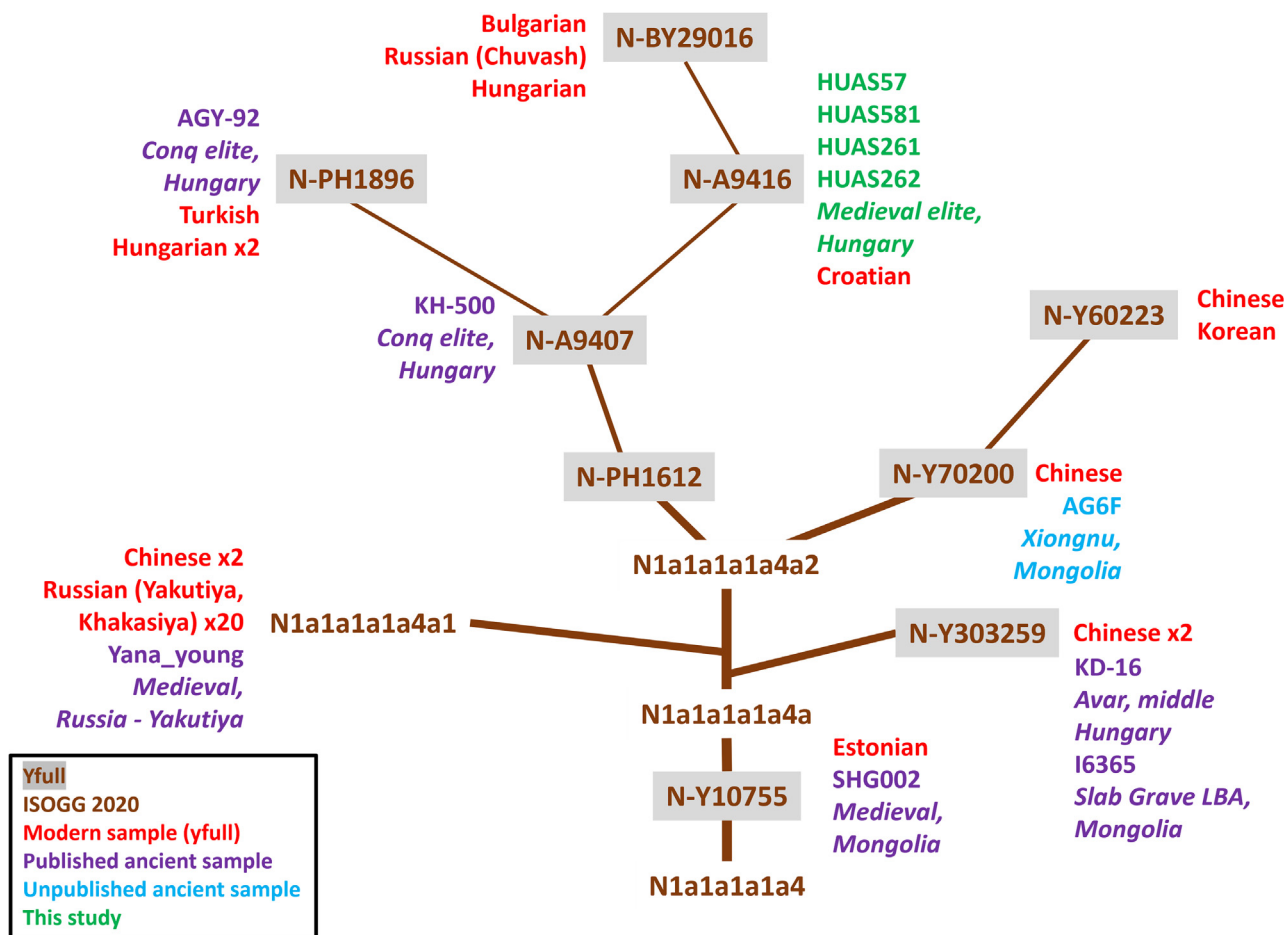 Bulgarian
Russian (Chuvash)
Hungarian
N-BY29016
HUAS57
HUAS581
HUAS261
HUAS262
Medieval elite,
Hungary
Croatian
N-A9416
AGY-92
Conq elite,
Hungary
Turkish
Hungarian x2
N-PH1896
KH-500
Conq elite,
Hungary
N-A9407
N-Y60223
Chinese
Korean
N-PH1612
N-Y70200
Chinese
AG6F
Xiongnu,
Mongolia
N1a1a1a1a4a2
Chinese x2
Russian (Yakutiya,
Khakasiya) x20
Yana_young
Medieval,
Russia - Yakutiya
N1a1a1a1a4a1
N-Y303259
Chinese x2
KD-16
Avar, middle
Hungary
I6365
Slab Grave LBA,
Mongolia
N1a1a1a1a4a
N-Y10755
Estonian
SHG002
Medieval,
Mongolia
N1a1a1a1a4
Yfull
ISOGG 2020
Modern sample (yfull)
Published ancient sample
Unpublished ancient sample
This study